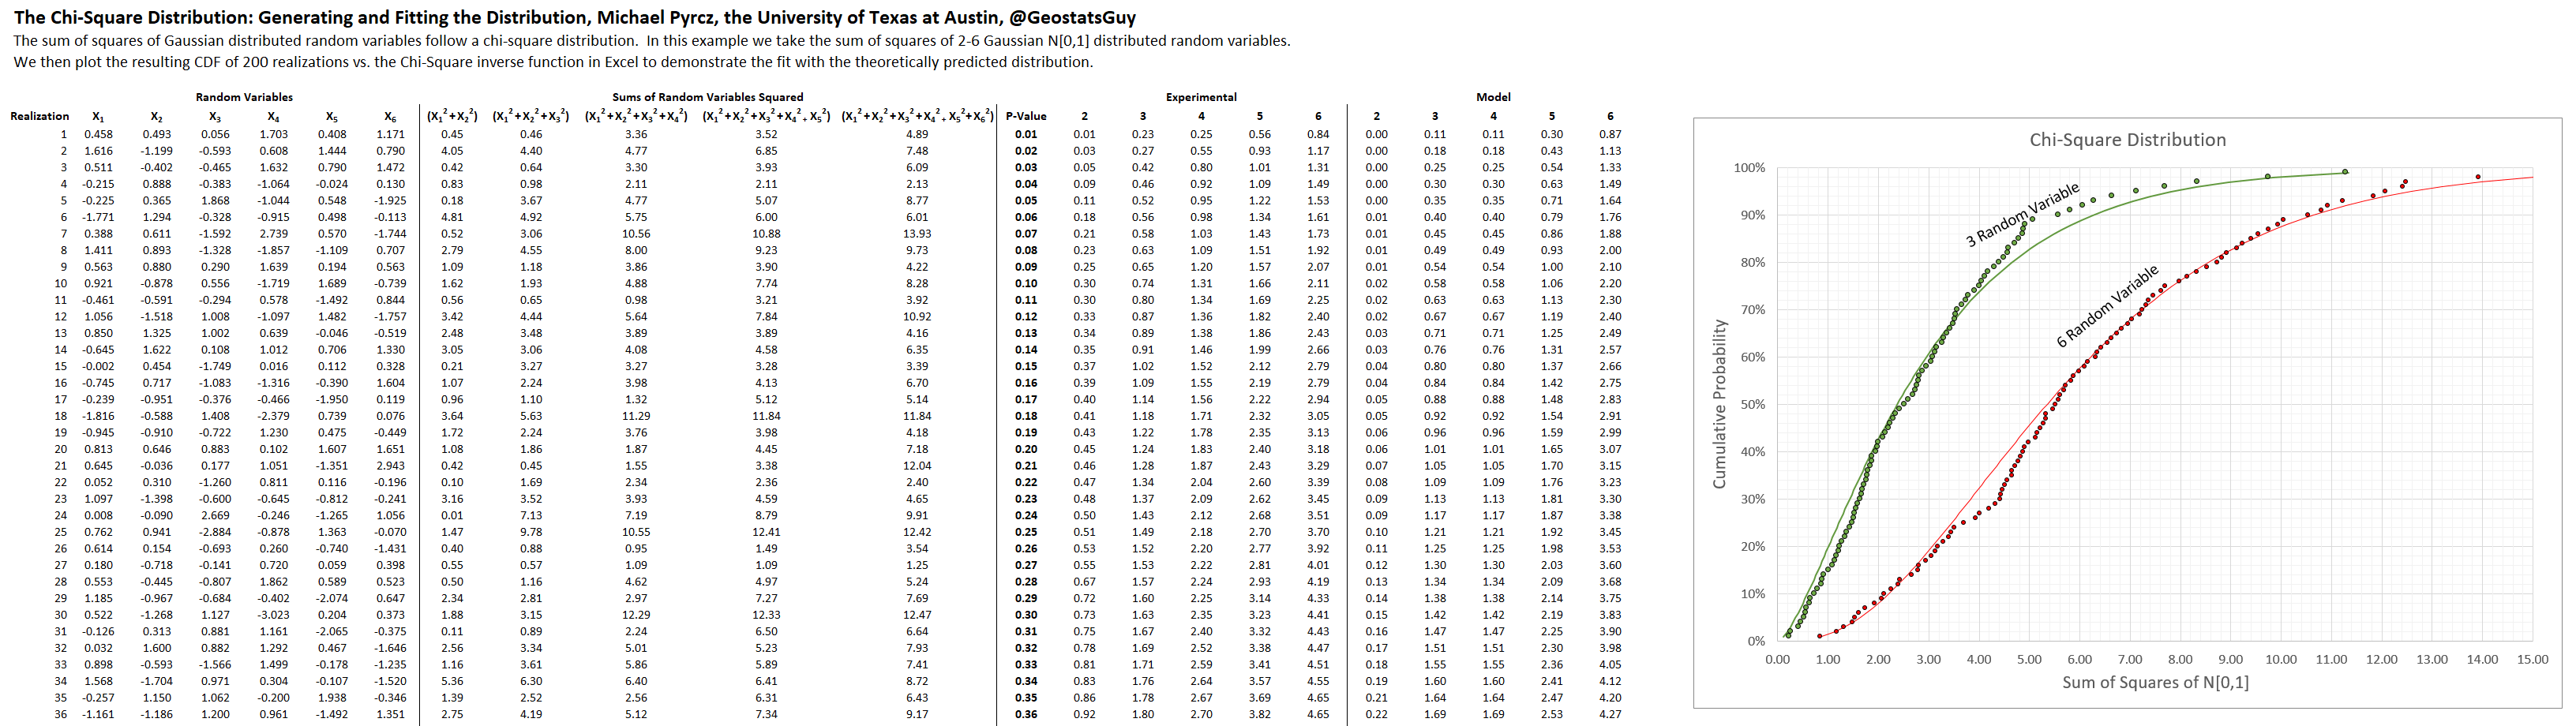 The Chi-Square Distribution: Generating and Fitting the Distribution, Michael Pyrcz, the University of Texas at Austin, @GeostatsGuy
The sum of squares of Gaussian distributed random variables follow a chi-square distribution.  In this example we take the sum of squares of 2-6 Gaussian N[0,1] distributed random variables.
We then plot the resulting CDF of 200 realizations vs. the Chi-Square inverse function in Excel to demonstrate the fit with the theoretically predicted distribution.
Random Variables Sums of Random Variables Squared Experimental Model
Realization X₁ X₂ X₃ X₄ X₅ X₆ (X₁²+X₂²) (X₁²+X₂²+X₃²) (X₁²+X₂²+X₃²+X₄²) (X₁²+X₂²+X₃²+X₄²₊ X₅²) (X₁²+X₂²+X₃²+X₄²₊ X₅²+X₆²) P-Value 2 3 4 5 6 2 3 4 5 6
1 0.458 0.493 0.056 1.703 0.408 1.171 0.45 0.46 3.36 3.52 4.89 0.01 0.01 0.23 0.25 0.56 0.84 0.00 0.11 0.11 0.30 0.87
2 1.616 -1.199 -0.593 0.608 1.444 0.790 4.05 4.40 4.77 6.85 7.48 0.02 0.03 0.27 0.55 0.93 1.17 0.00 0.18 0.18 0.43 1.13
3 0.511 -0.402 -0.465 1.632 0.790 1.472 0.42 0.64 3.30 3.93 6.09 0.03 0.05 0.42 0.80 1.01 1.31 0.00 0.25 0.25 0.54 1.33
4 -0.215 0.888 -0.383 -1.064 -0.024 0.130 0.83 0.98 2.11 2.11 2.13 0.04 0.09 0.46 0.92 1.09 1.49 0.00 0.30 0.30 0.63 1.49
5 -0.225 0.365 1.868 -1.044 0.548 -1.925 0.18 3.67 4.77 5.07 8.77 0.05 0.11 0.52 0.95 1.22 1.53 0.00 0.35 0.35 0.71 1.64
6 -1.771 1.294 -0.328 -0.915 0.498 -0.113 4.81 4.92 5.75 6.00 6.01 0.06 0.18 0.56 0.98 1.34 1.61 0.01 0.40 0.40 0.79 1.76
7 0.388 0.611 -1.592 2.739 0.570 -1.744 0.52 3.06 10.56 10.88 13.93 0.07 0.21 0.58 1.03 1.43 1.73 0.01 0.45 0.45 0.86 1.88
8 1.411 0.893 -1.328 -1.857 -1.109 0.707 2.79 4.55 8.00 9.23 9.73 0.08 0.23 0.63 1.09 1.51 1.92 0.01 0.49 0.49 0.93 2.00
9 0.563 0.880 0.290 1.639 0.194 0.563 1.09 1.18 3.86 3.90 4.22 0.09 0.25 0.65 1.20 1.57 2.07 0.01 0.54 0.54 1.00 2.10
10 0.921 -0.878 0.556 -1.719 1.689 -0.739 1.62 1.93 4.88 7.74 8.28 0.10 0.30 0.74 1.31 1.66 2.11 0.02 0.58 0.58 1.06 2.20
11 -0.461 -0.591 -0.294 0.578 -1.492 0.844 0.56 0.65 0.98 3.21 3.92 0.11 0.30 0.80 1.34 1.69 2.25 0.02 0.63 0.63 1.13 2.30
12 1.056 -1.518 1.008 -1.097 1.482 -1.757 3.42 4.44 5.64 7.84 10.92 0.12 0.33 0.87 1.36 1.82 2.40 0.02 0.67 0.67 1.19 2.40
13 0.850 1.325 1.002 0.639 -0.046 -0.519 2.48 3.48 3.89 3.89 4.16 0.13 0.34 0.89 1.38 1.86 2.43 0.03 0.71 0.71 1.25 2.49
14 -0.645 1.622 0.108 1.012 0.706 1.330 3.05 3.06 4.08 4.58 6.35 0.14 0.35 0.91 1.46 1.99 2.66 0.03 0.76 0.76 1.31 2.57
15 -0.002 0.454 -1.749 0.016 0.112 0.328 0.21 3.27 3.27 3.28 3.39 0.15 0.37 1.02 1.52 2.12 2.79 0.04 0.80 0.80 1.37 2.66
16 -0.745 0.717 -1.083 -1.316 -0.390 1.604 1.07 2.24 3.98 4.13 6.70 0.16 0.39 1.09 1.55 2.19 2.79 0.04 0.84 0.84 1.42 2.75
17 -0.239 -0.951 -0.376 -0.466 -1.950 0.119 0.96 1.10 1.32 5.12 5.14 0.17 0.40 1.14 1.56 2.22 2.94 0.05 0.88 0.88 1.48 2.83
18 -1.816 -0.588 1.408 -2.379 0.739 0.076 3.64 5.63 11.29 11.84 11.84 0.18 0.41 1.18 1.71 2.32 3.05 0.05 0.92 0.92 1.54 2.91
19 -0.945 -0.910 -0.722 1.230 0.475 -0.449 1.72 2.24 3.76 3.98 4.18 0.19 0.43 1.22 1.78 2.35 3.13 0.06 0.96 0.96 1.59 2.99
20 0.813 0.646 0.883 0.102 1.607 1.651 1.08 1.86 1.87 4.45 7.18 0.20 0.45 1.24 1.83 2.40 3.18 0.06 1.01 1.01 1.65 3.07
21 0.645 -0.036 0.177 1.051 -1.351 2.943 0.42 0.45 1.55 3.38 12.04 0.21 0.46 1.28 1.87 2.43 3.29 0.07 1.05 1.05 1.70 3.15
22 0.052 0.310 -1.260 0.811 0.116 -0.196 0.10 1.69 2.34 2.36 2.40 0.22 0.47 1.34 2.04 2.60 3.39 0.08 1.09 1.09 1.76 3.23
23 1.097 -1.398 -0.600 -0.645 -0.812 -0.241 3.16 3.52 3.93 4.59 4.65 0.23 0.48 1.37 2.09 2.62 3.45 0.09 1.13 1.13 1.81 3.30
24 0.008 -0.090 2.669 -0.246 -1.265 1.056 0.01 7.13 7.19 8.79 9.91 0.24 0.50 1.43 2.12 2.68 3.51 0.09 1.17 1.17 1.87 3.38
25 0.762 0.941 -2.884 -0.878 1.363 -0.070 1.47 9.78 10.55 12.41 12.42 0.25 0.51 1.49 2.18 2.70 3.70 0.10 1.21 1.21 1.92 3.45
26 0.614 0.154 -0.693 0.260 -0.740 -1.431 0.40 0.88 0.95 1.49 3.54 0.26 0.53 1.52 2.20 2.77 3.92 0.11 1.25 1.25 1.98 3.53
27 0.180 -0.718 -0.141 0.720 0.059 0.398 0.55 0.57 1.09 1.09 1.25 0.27 0.55 1.53 2.22 2.81 4.01 0.12 1.30 1.30 2.03 3.60
28 0.553 -0.445 -0.807 1.862 0.589 0.523 0.50 1.16 4.62 4.97 5.24 0.28 0.67 1.57 2.24 2.93 4.19 0.13 1.34 1.34 2.09 3.68
29 1.185 -0.967 -0.684 -0.402 -2.074 0.647 2.34 2.81 2.97 7.27 7.69 0.29 0.72 1.60 2.25 3.14 4.33 0.14 1.38 1.38 2.14 3.75
30 0.522 -1.268 1.127 -3.023 0.204 0.373 1.88 3.15 12.29 12.33 12.47 0.30 0.73 1.63 2.35 3.23 4.41 0.15 1.42 1.42 2.19 3.83
31 -0.126 0.313 0.881 1.161 -2.065 -0.375 0.11 0.89 2.24 6.50 6.64 0.31 0.75 1.67 2.40 3.32 4.43 0.16 1.47 1.47 2.25 3.90
32 0.032 1.600 0.882 1.292 0.467 -1.646 2.56 3.34 5.01 5.23 7.93 0.32 0.78 1.69 2.52 3.38 4.47 0.17 1.51 1.51 2.30 3.98
33 0.898 -0.593 -1.566 1.499 -0.178 -1.235 1.16 3.61 5.86 5.89 7.41 0.33 0.81 1.71 2.59 3.41 4.51 0.18 1.55 1.55 2.36 4.05
34 1.568 -1.704 0.971 0.304 -0.107 -1.520 5.36 6.30 6.40 6.41 8.72 0.34 0.83 1.76 2.64 3.57 4.55 0.19 1.60 1.60 2.41 4.12
35 -0.257 1.150 1.062 -0.200 1.938 -0.346 1.39 2.52 2.56 6.31 6.43 0.35 0.86 1.78 2.67 3.69 4.65 0.21 1.64 1.64 2.47 4.20
36 -1.161 -1.186 1.200 0.961 -1.492 1.351 2.75 4.19 5.12 7.34 9.17 0.36 0.92 1.80 2.70 3.82 4.65 0.22 1.69 1.69 2.53 4.27
Chi-Square Distribution
100%
90%
80%
70%
60%
50%
40%
30%
20%
10%
0%
Cumulative Probability
3 Random Variable
6 Random Variable
0.00 1.00 2.00 3.00 4.00 5.00 6.00 7.00 8.00 9.00 10.00 11.00 12.00 13.00 14.00 15.00
Sum of Squares of N[0,1]